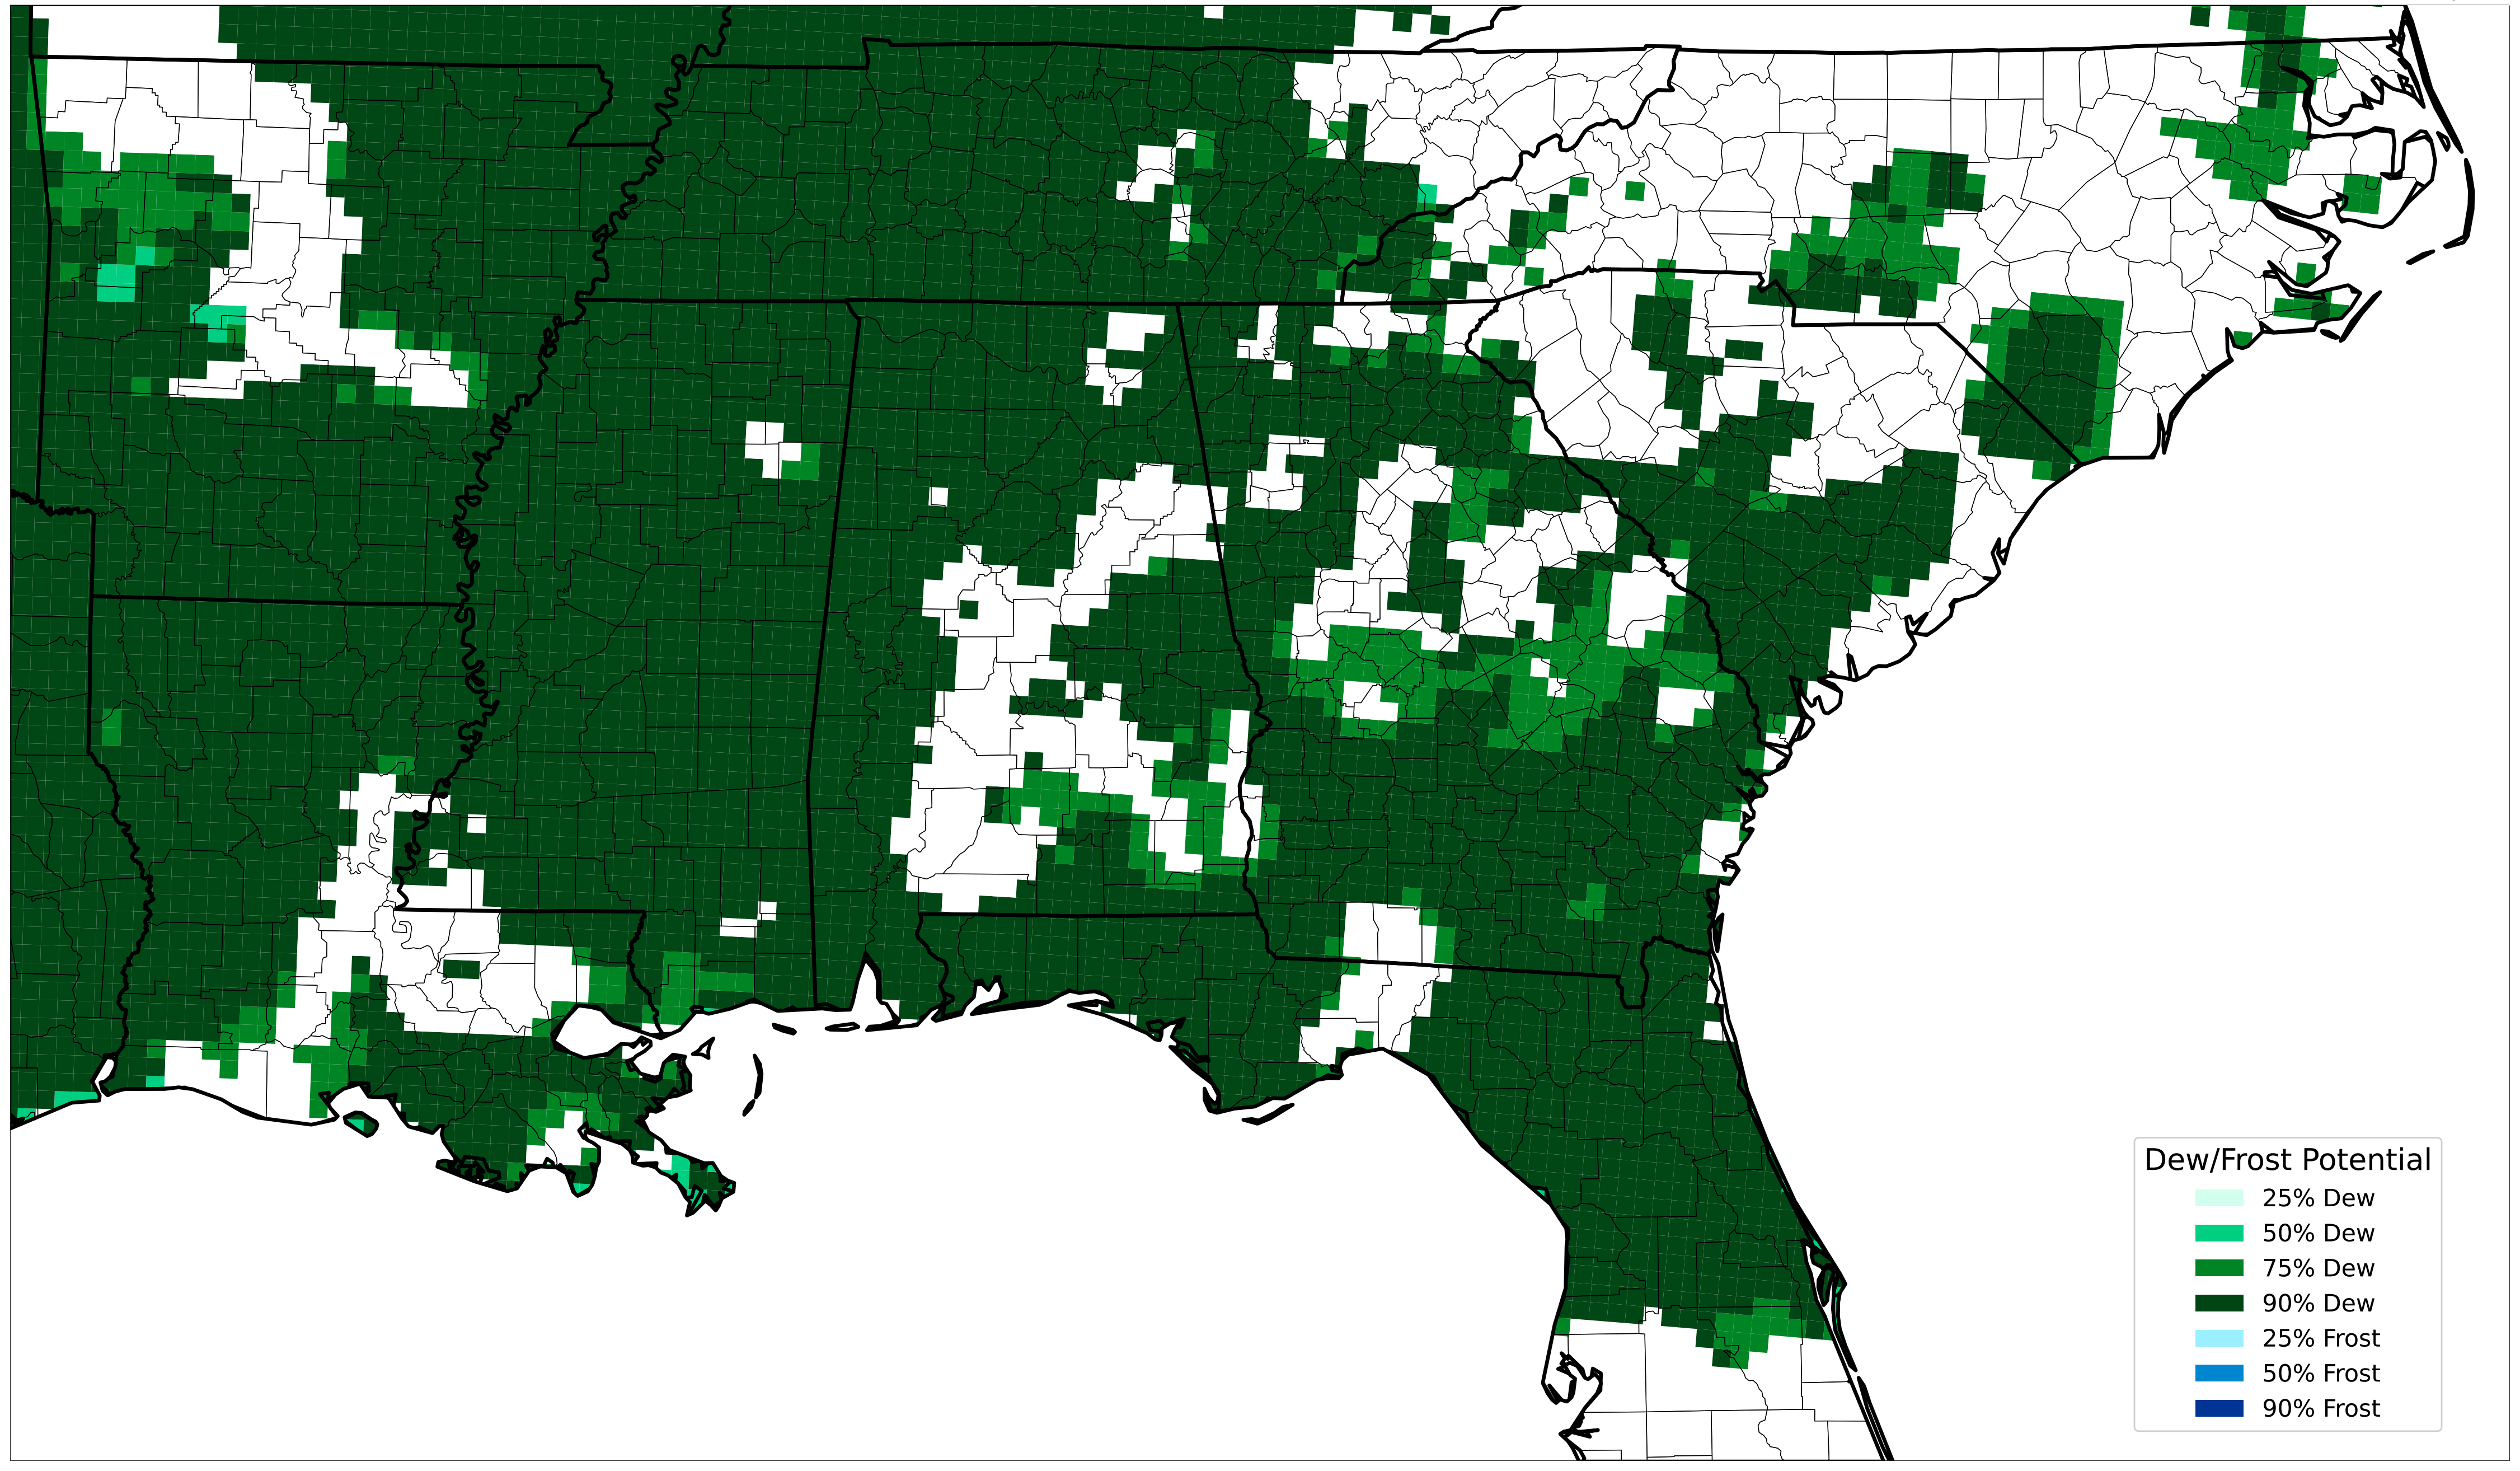 Dew/Frost Potential
25% Dew
50% Dew
75% Dew
90% Dew
25% Frost
50% Frost
90% Frost